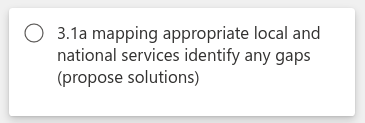 3.1a mapping appropriate local and
national services identify any gaps
(propose solutions)